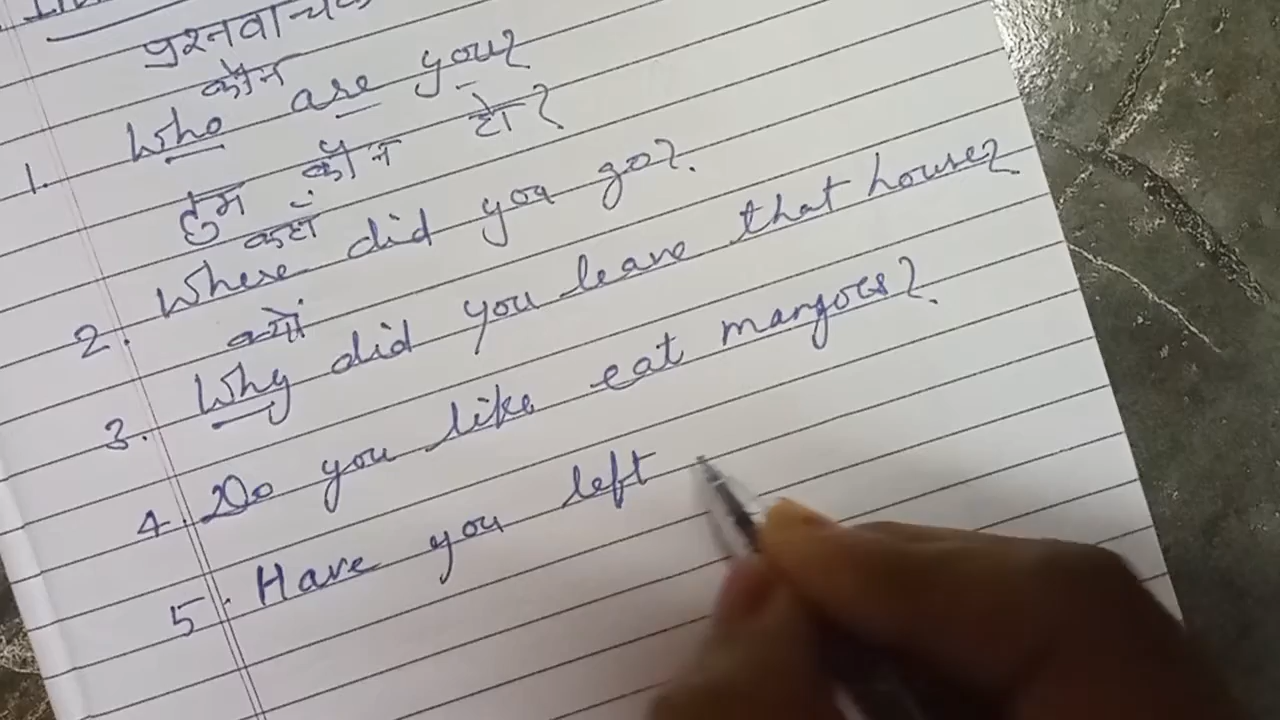 प्रश्नवाचक
कौन
1. Who are you?
तुम कौन हो?
कहां
2. Where did you go?
क्यों
3. Why did you leave that house?
4. Do you like eat mangoes?
5. Have you left